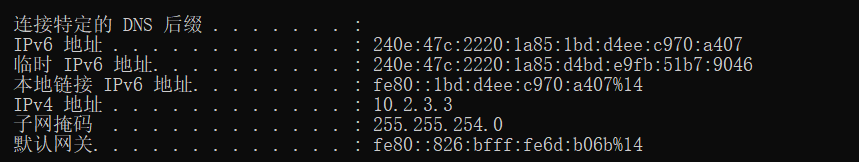 连接特定的 DNS 后缀 . . . . . . . :
IPv6 地址 . . . . . . . . . . . . : 240e:47c:2220:1a85:1bd:d4ee:c970:a407
临时 IPv6 地址. . . . . . . . . . : 240e:47c:2220:1a85:d4bd:e9fb:51b7:9046
本地链接 IPv6 地址. . . . . . . . : fe80::1bd:d4ee:c970:a407%14
IPv4 地址 . . . . . . . . . . . . : 10.2.3.3
子网掩码  . . . . . . . . . . . . : 255.255.254.0
默认网关. . . . . . . . . . . . . : fe80::826:bfff:fe6d:b06b%14